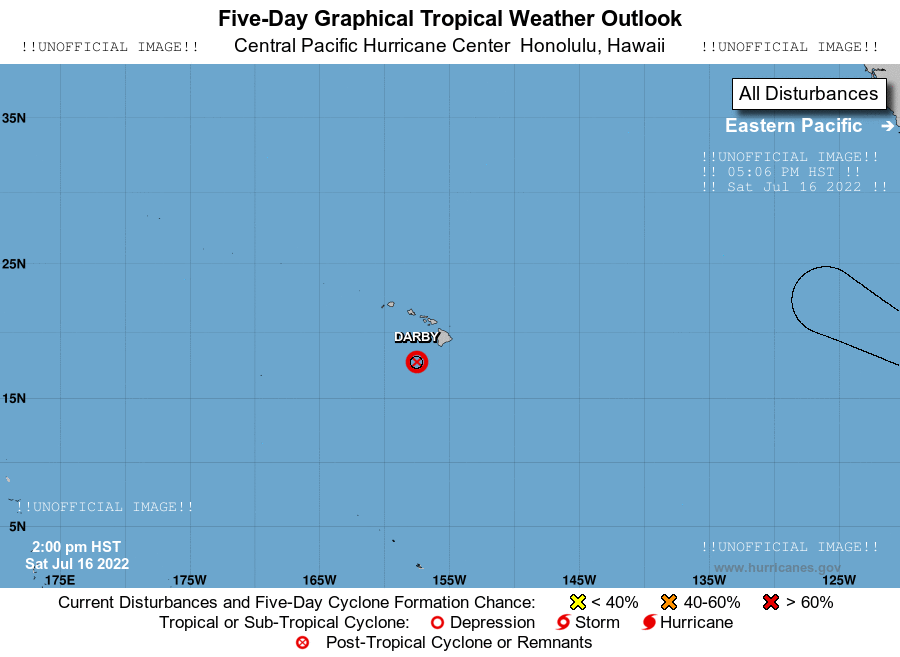 Five-Day Graphical Tropical Weather Outlook
!!UNOFFICIAL IMAGE!! Central Pacific Hurricane Center Honolulu, Hawaii !!UNOFFICIAL IMAGE!!
All Disturbances
35N
Eastern Pacific ➔
!!UNOFFICIAL IMAGE!!
!! 05:06 PM HST !!
!! Sat Jul 16 2022 !!
25N
DARBY
15N
!!UNOFFICIAL IMAGE!!
5N
2:00 pm HST
!!UNOFFICIAL IMAGE!!
Sat Jul 16 2022
www.hurricanes.gov
175E 175W 165W 155W 145W 135W 125W
Current Disturbances and Five-Day Cyclone Formation Chance: < 40% 40-60% > 60%
Tropical or Sub-Tropical Cyclone: Depression Storm Hurricane
Post-Tropical Cyclone or Remnants